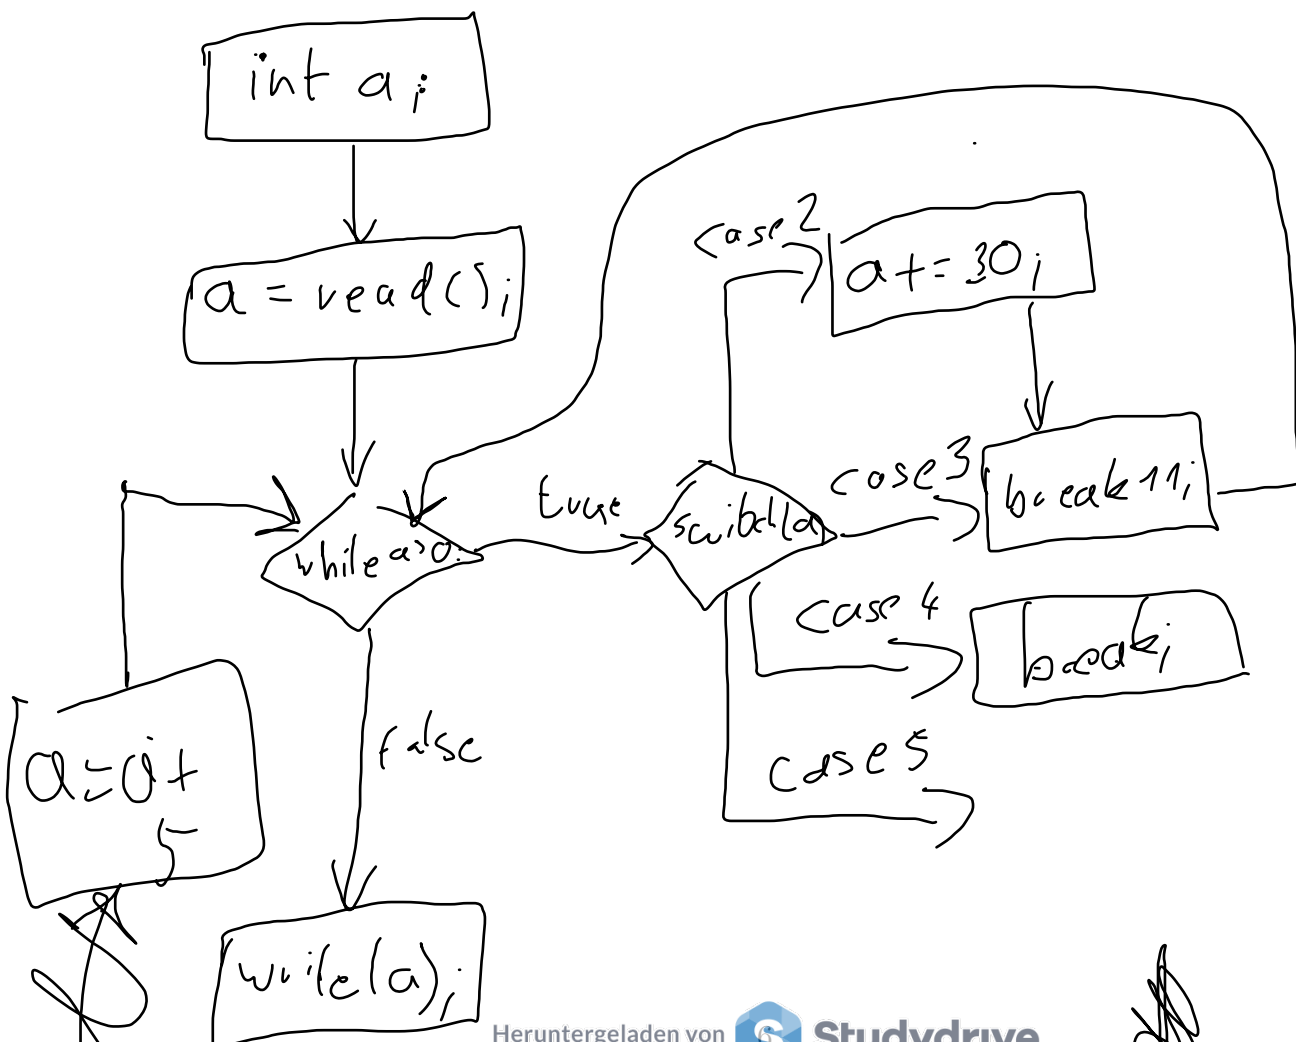 int a;
a = read();
while a>0
true
switch(a)
case 2
a += 30;
case 3
break 11;
case 4
break;
case 5
false
a = a +
5
write(a);
Heruntergeladen von Studydrive